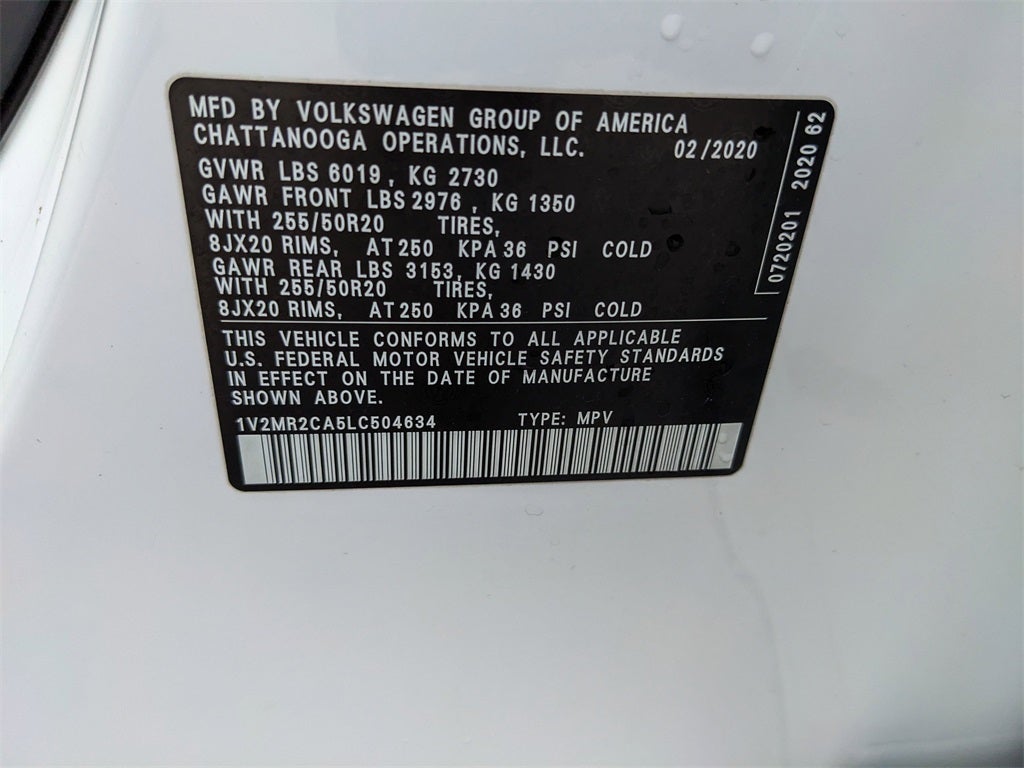 MFD BY VOLKSWAGEN GROUP OF AMERICA
CHATTANOOGA OPERATIONS, LLC. 02/2020
GVWR LBS 6019, KG 2730
GAWR FRONT LBS 2976, KG 1350
WITH 255/50R20 TIRES,
8JX20 RIMS, AT 250 KPA 36 PSI COLD
GAWR REAR LBS 3153, KG 1430
WITH 255/50R20 TIRES,
8JX20 RIMS, AT 250 KPA 36 PSI COLD
THIS VEHICLE CONFORMS TO ALL APPLICABLE
U.S. FEDERAL MOTOR VEHICLE SAFETY STANDARDS
IN EFFECT ON THE DATE OF MANUFACTURE
SHOWN ABOVE.
1V2MR2CA5LC504634 TYPE: MPV
0720201 2020 62